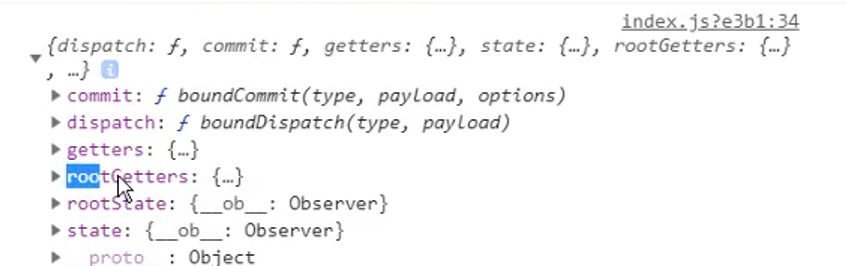 index.js?e3b1:34
{dispatch: ƒ, commit: ƒ, getters: {…}, state: {…}, rootGetters: {…}
, …}
commit: ƒ boundCommit(type, payload, options)
dispatch: ƒ boundDispatch(type, payload)
getters: {…}
rootGetters: {…}
rootState: {__ob__: Observer}
state: {__ob__: Observer}
__proto__: Object